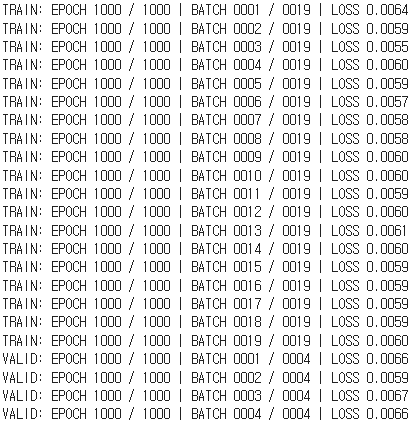 TRAIN: EPOCH 1000 / 1000 | BATCH 0001 / 0019 | LOSS 0.0064
TRAIN: EPOCH 1000 / 1000 | BATCH 0002 / 0019 | LOSS 0.0059
TRAIN: EPOCH 1000 / 1000 | BATCH 0003 / 0019 | LOSS 0.0055
TRAIN: EPOCH 1000 / 1000 | BATCH 0004 / 0019 | LOSS 0.0060
TRAIN: EPOCH 1000 / 1000 | BATCH 0005 / 0019 | LOSS 0.0059
TRAIN: EPOCH 1000 / 1000 | BATCH 0006 / 0019 | LOSS 0.0057
TRAIN: EPOCH 1000 / 1000 | BATCH 0007 / 0019 | LOSS 0.0058
TRAIN: EPOCH 1000 / 1000 | BATCH 0008 / 0019 | LOSS 0.0058
TRAIN: EPOCH 1000 / 1000 | BATCH 0009 / 0019 | LOSS 0.0060
TRAIN: EPOCH 1000 / 1000 | BATCH 0010 / 0019 | LOSS 0.0060
TRAIN: EPOCH 1000 / 1000 | BATCH 0011 / 0019 | LOSS 0.0059
TRAIN: EPOCH 1000 / 1000 | BATCH 0012 / 0019 | LOSS 0.0060
TRAIN: EPOCH 1000 / 1000 | BATCH 0013 / 0019 | LOSS 0.0061
TRAIN: EPOCH 1000 / 1000 | BATCH 0014 / 0019 | LOSS 0.0060
TRAIN: EPOCH 1000 / 1000 | BATCH 0015 / 0019 | LOSS 0.0059
TRAIN: EPOCH 1000 / 1000 | BATCH 0016 / 0019 | LOSS 0.0059
TRAIN: EPOCH 1000 / 1000 | BATCH 0017 / 0019 | LOSS 0.0059
TRAIN: EPOCH 1000 / 1000 | BATCH 0018 / 0019 | LOSS 0.0059
TRAIN: EPOCH 1000 / 1000 | BATCH 0019 / 0019 | LOSS 0.0060
VALID: EPOCH 1000 / 1000 | BATCH 0001 / 0004 | LOSS 0.0066
VALID: EPOCH 1000 / 1000 | BATCH 0002 / 0004 | LOSS 0.0059
VALID: EPOCH 1000 / 1000 | BATCH 0003 / 0004 | LOSS 0.0067
VALID: EPOCH 1000 / 1000 | BATCH 0004 / 0004 | LOSS 0.0066